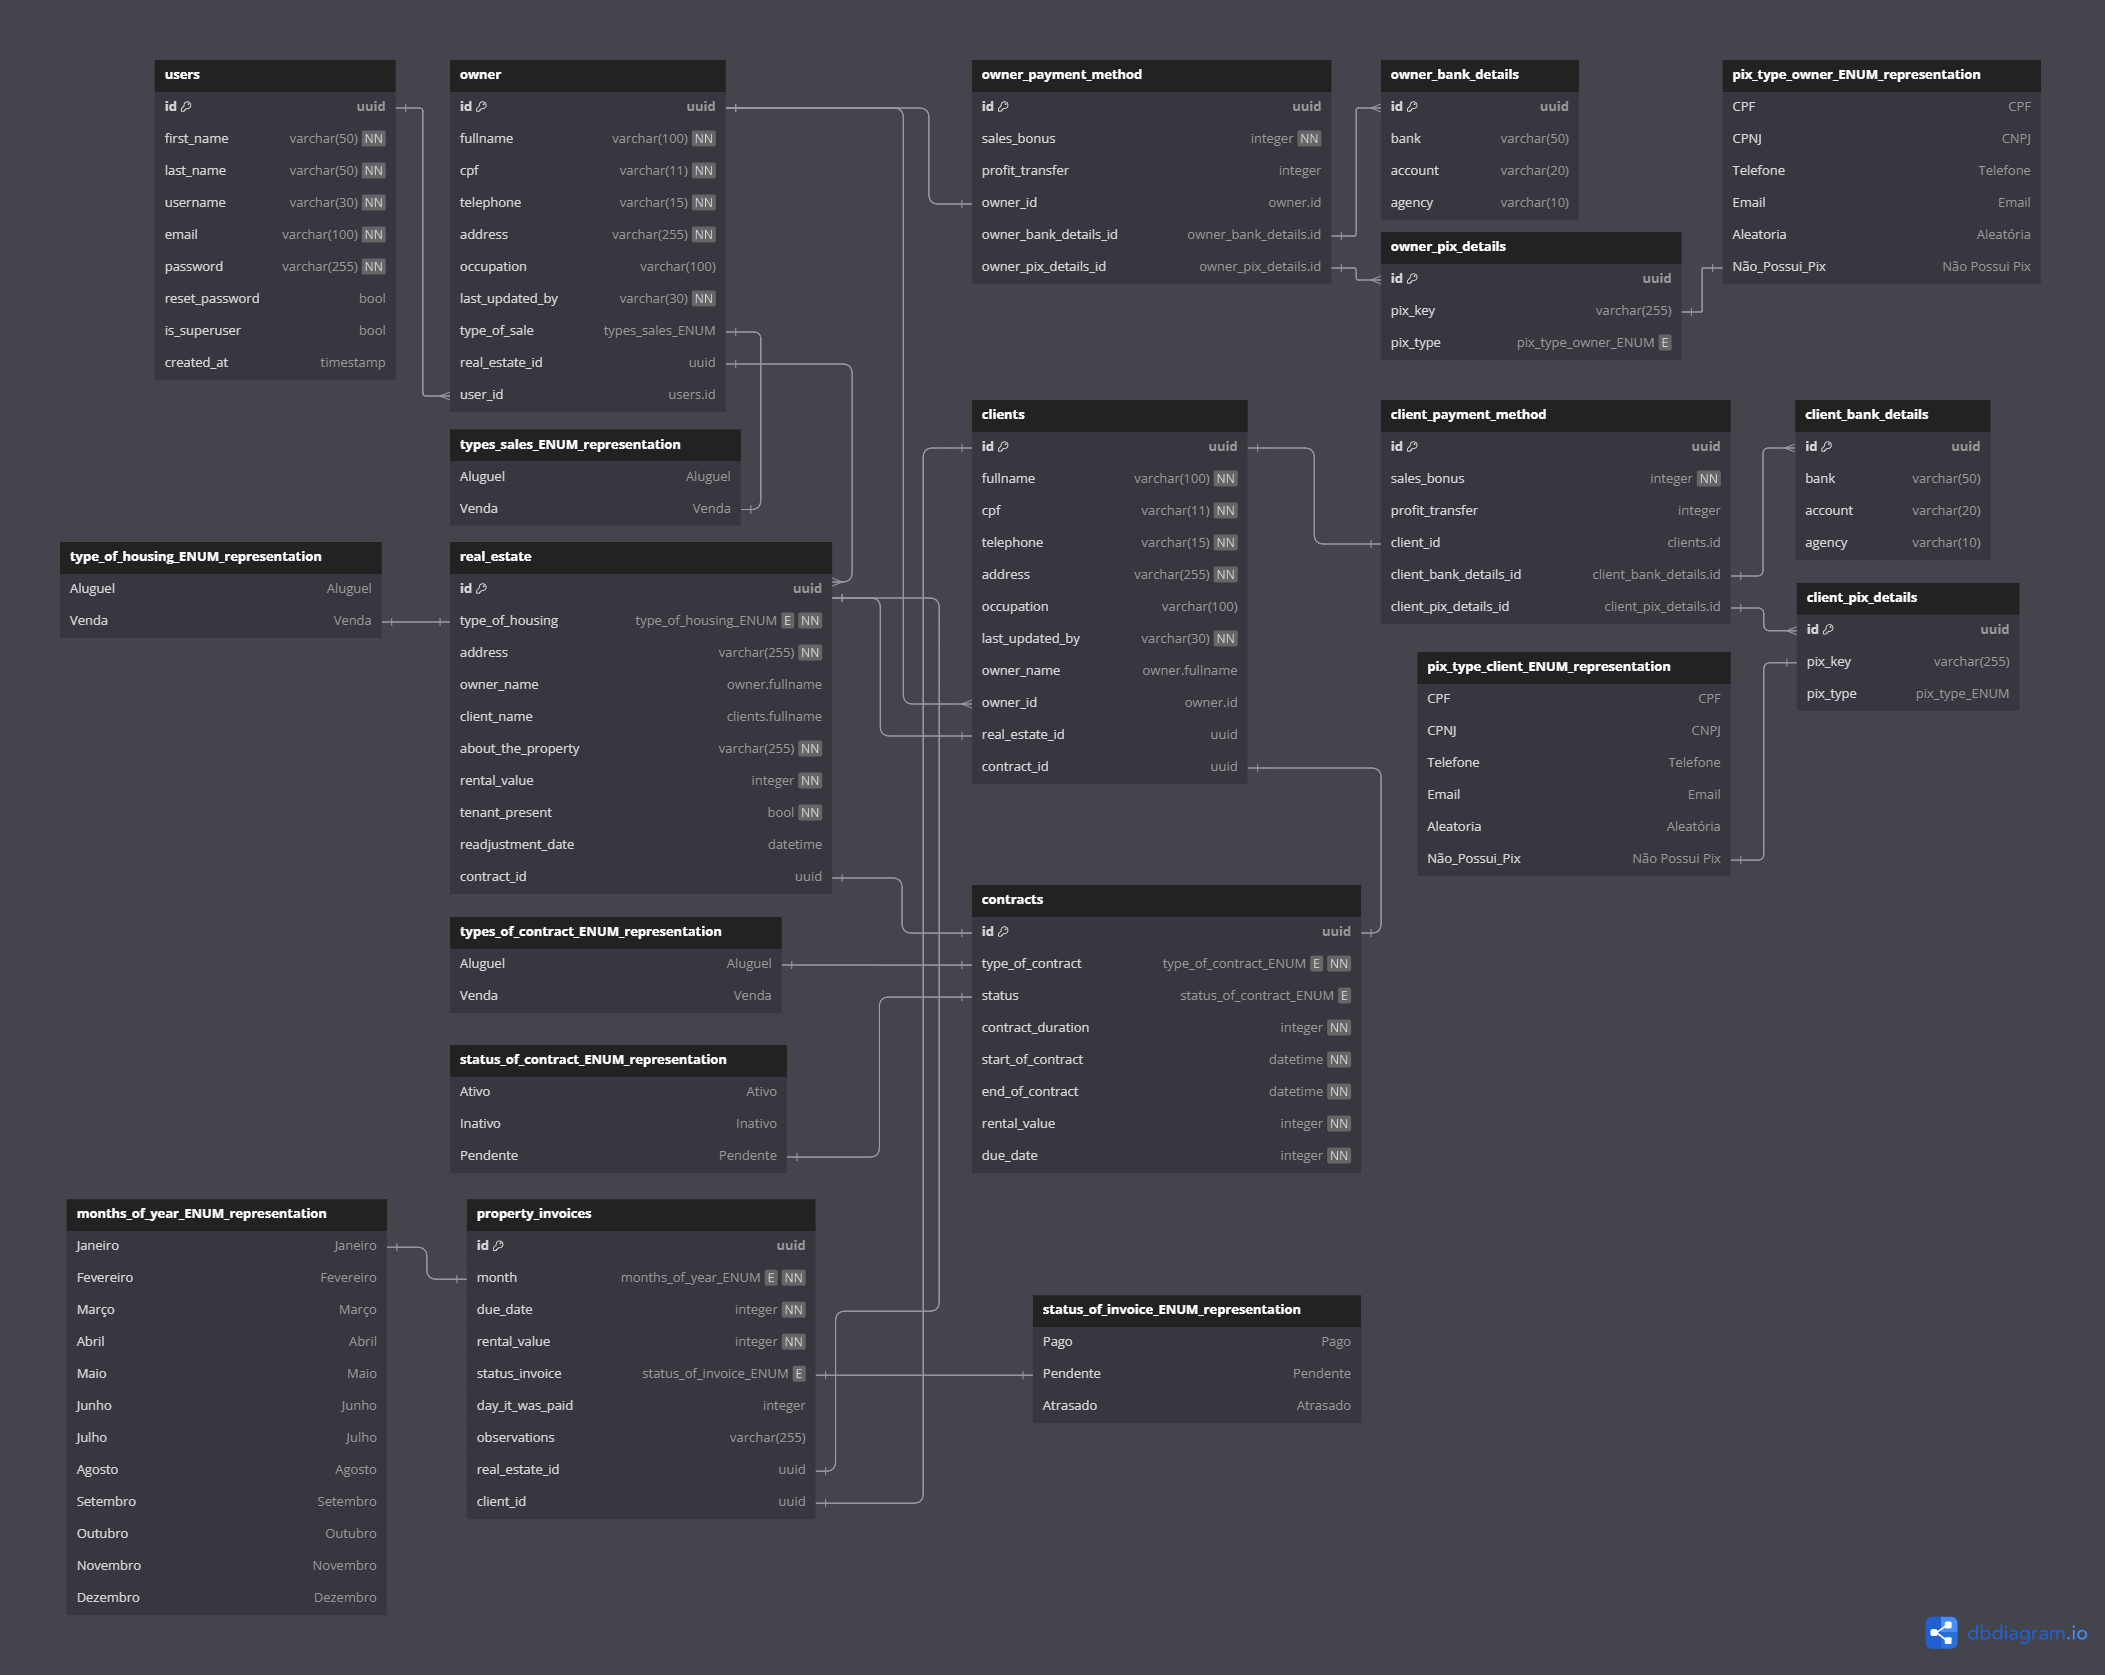 users
id uuid
first_name varchar(50) NN
last_name varchar(50) NN
username varchar(30) NN
email varchar(100) NN
password varchar(255) NN
reset_password bool
is_superuser bool
created_at timestamp
owner
id uuid
fullname varchar(100) NN
cpf varchar(11) NN
telephone varchar(15) NN
address varchar(255) NN
occupation varchar(100)
last_updated_by varchar(30) NN
type_of_sale types_sales_ENUM
real_estate_id uuid
user_id users.id
owner_payment_method
id uuid
sales_bonus integer NN
profit_transfer integer
owner_id owner.id
owner_bank_details_id owner_bank_details.id
owner_pix_details_id owner_pix_details.id
owner_bank_details
id uuid
bank varchar(50)
account varchar(20)
agency varchar(10)
owner_pix_details
id uuid
pix_key varchar(255)
pix_type pix_type_owner_ENUM E
pix_type_owner_ENUM_representation
CPF CPF
CPNJ CNPJ
Telefone Telefone
Email Email
Aleatoria Aleatória
Não_Possui_Pix Não Possui Pix
types_sales_ENUM_representation
Aluguel Aluguel
Venda Venda
type_of_housing_ENUM_representation
Aluguel Aluguel
Venda Venda
real_estate
id uuid
type_of_housing type_of_housing_ENUM E NN
address varchar(255) NN
owner_name owner.fullname
client_name clients.fullname
about_the_property varchar(255) NN
rental_value integer NN
tenant_present bool NN
readjustment_date datetime
contract_id uuid
clients
id uuid
fullname varchar(100) NN
cpf varchar(11) NN
telephone varchar(15) NN
address varchar(255) NN
occupation varchar(100)
last_updated_by varchar(30) NN
owner_name owner.fullname
owner_id owner.id
real_estate_id uuid
contract_id uuid
client_payment_method
id uuid
sales_bonus integer NN
profit_transfer integer
client_id clients.id
client_bank_details_id client_bank_details.id
client_pix_details_id client_pix_details.id
client_bank_details
id uuid
bank varchar(50)
account varchar(20)
agency varchar(10)
client_pix_details
id uuid
pix_key varchar(255)
pix_type pix_type_ENUM
pix_type_client_ENUM_representation
CPF CPF
CPNJ CNPJ
Telefone Telefone
Email Email
Aleatoria Aleatória
Não_Possui_Pix Não Possui Pix
types_of_contract_ENUM_representation
Aluguel Aluguel
Venda Venda
contracts
id uuid
type_of_contract type_of_contract_ENUM E NN
status status_of_contract_ENUM E
contract_duration integer NN
start_of_contract datetime NN
end_of_contract datetime NN
rental_value integer NN
due_date integer NN
status_of_contract_ENUM_representation
Ativo Ativo
Inativo Inativo
Pendente Pendente
months_of_year_ENUM_representation
Janeiro Janeiro
Fevereiro Fevereiro
Março Março
Abril Abril
Maio Maio
Junho Junho
Julho Julho
Agosto Agosto
Setembro Setembro
Outubro Outubro
Novembro Novembro
Dezembro Dezembro
property_invoices
id uuid
month months_of_year_ENUM E NN
due_date integer NN
rental_value integer NN
status_invoice status_of_invoice_ENUM E
day_it_was_paid integer
observations varchar(255)
real_estate_id uuid
client_id uuid
status_of_invoice_ENUM_representation
Pago Pago
Pendente Pendente
Atrasado Atrasado
dbdiagram.io